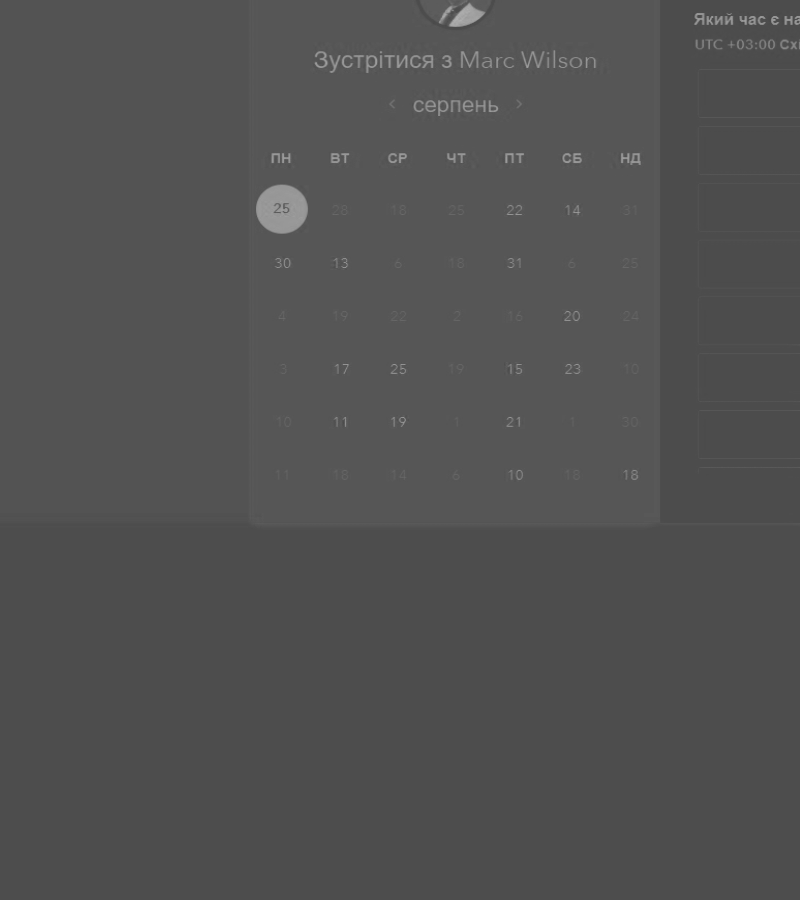 Який час є на
UTC +03:00 Схі
Зустрітися з Marc Wilson
< серпень >
ПН ВТ СР ЧТ ПТ СБ НД
25 26 18 25 22 14 31
30 13 6 18 31 6 25
4 19 22 2 16 20 24
3 17 25 19 15 23 10
10 11 19 1 21 1 30
11 18 14 6 10 18 18